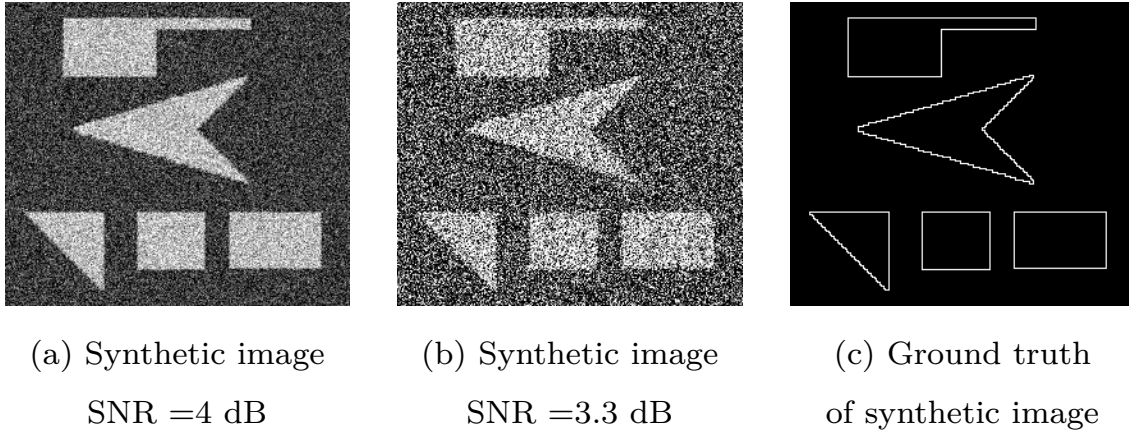 (a) Synthetic image
SNR =4 dB
(b) Synthetic image
SNR =3.3 dB
(c) Ground truth
of synthetic image